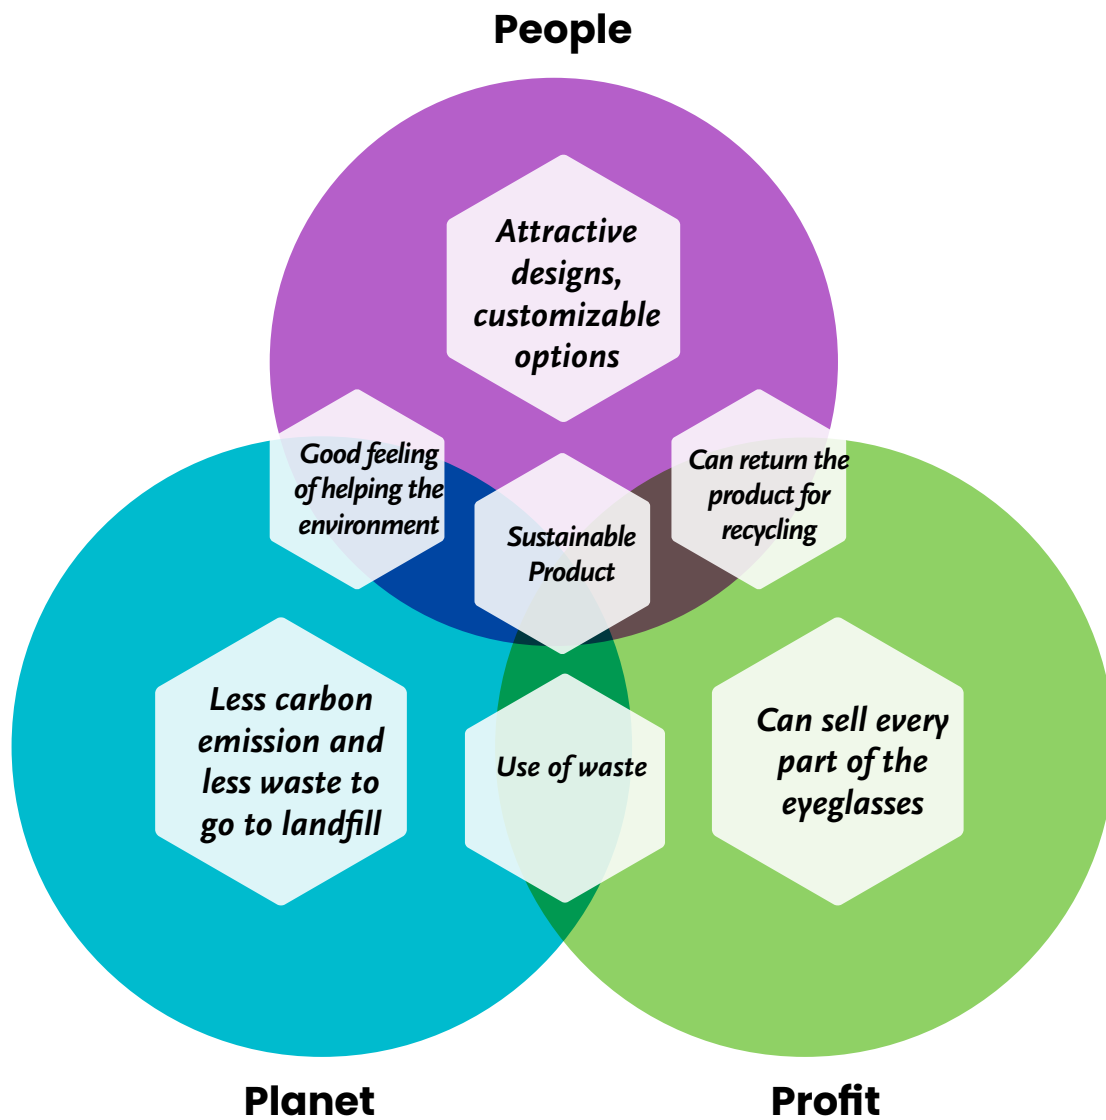 People
Attractive
designs,
customizable
options
Good feeling
of helping the
environment
Can return the
product for
recycling
Sustainable
Product
Less carbon
emission and
less waste to
go to landfill
Use of waste
Can sell every
part of the
eyeglasses
Planet
Profit